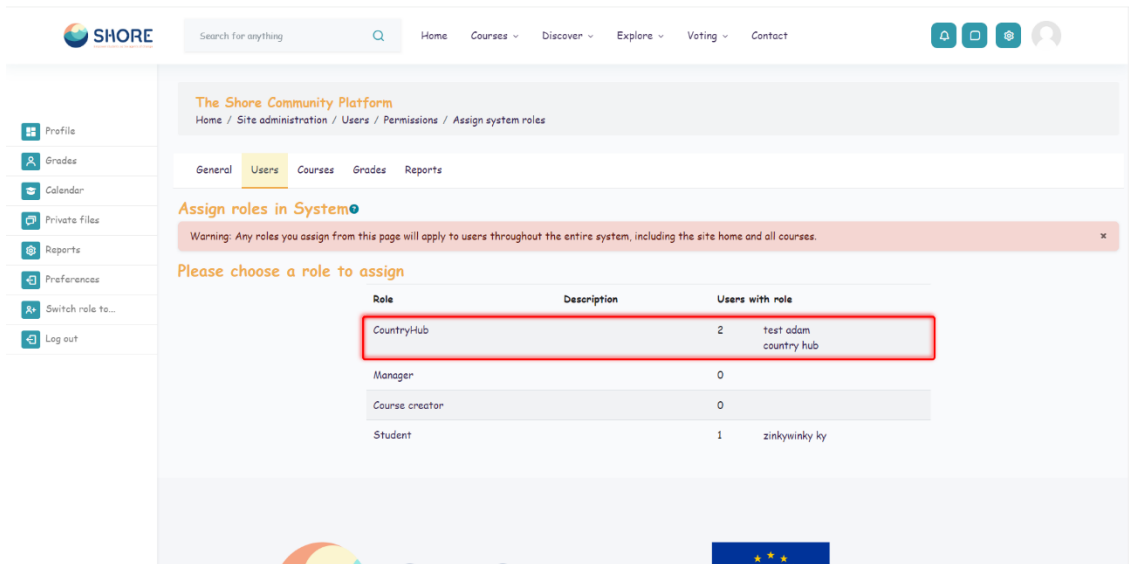 SHORE
Search for anything
Home Courses Discover Explore Voting Contact
The Shore Community Platform
Home / Site administration / Users / Permissions / Assign system roles
Profile
Grades
Calendar
Private files
Reports
Preferences
Switch role to...
Log out
General Users Courses Grades Reports
Assign roles in System
Warning: Any roles you assign from this page will apply to users throughout the entire system, including the site home and all courses. ×
Please choose a role to assign
Role Description Users with role
CountryHub 2 test adam
country hub
Manager 0
Course creator 0
Student 1 zinkywinky ky